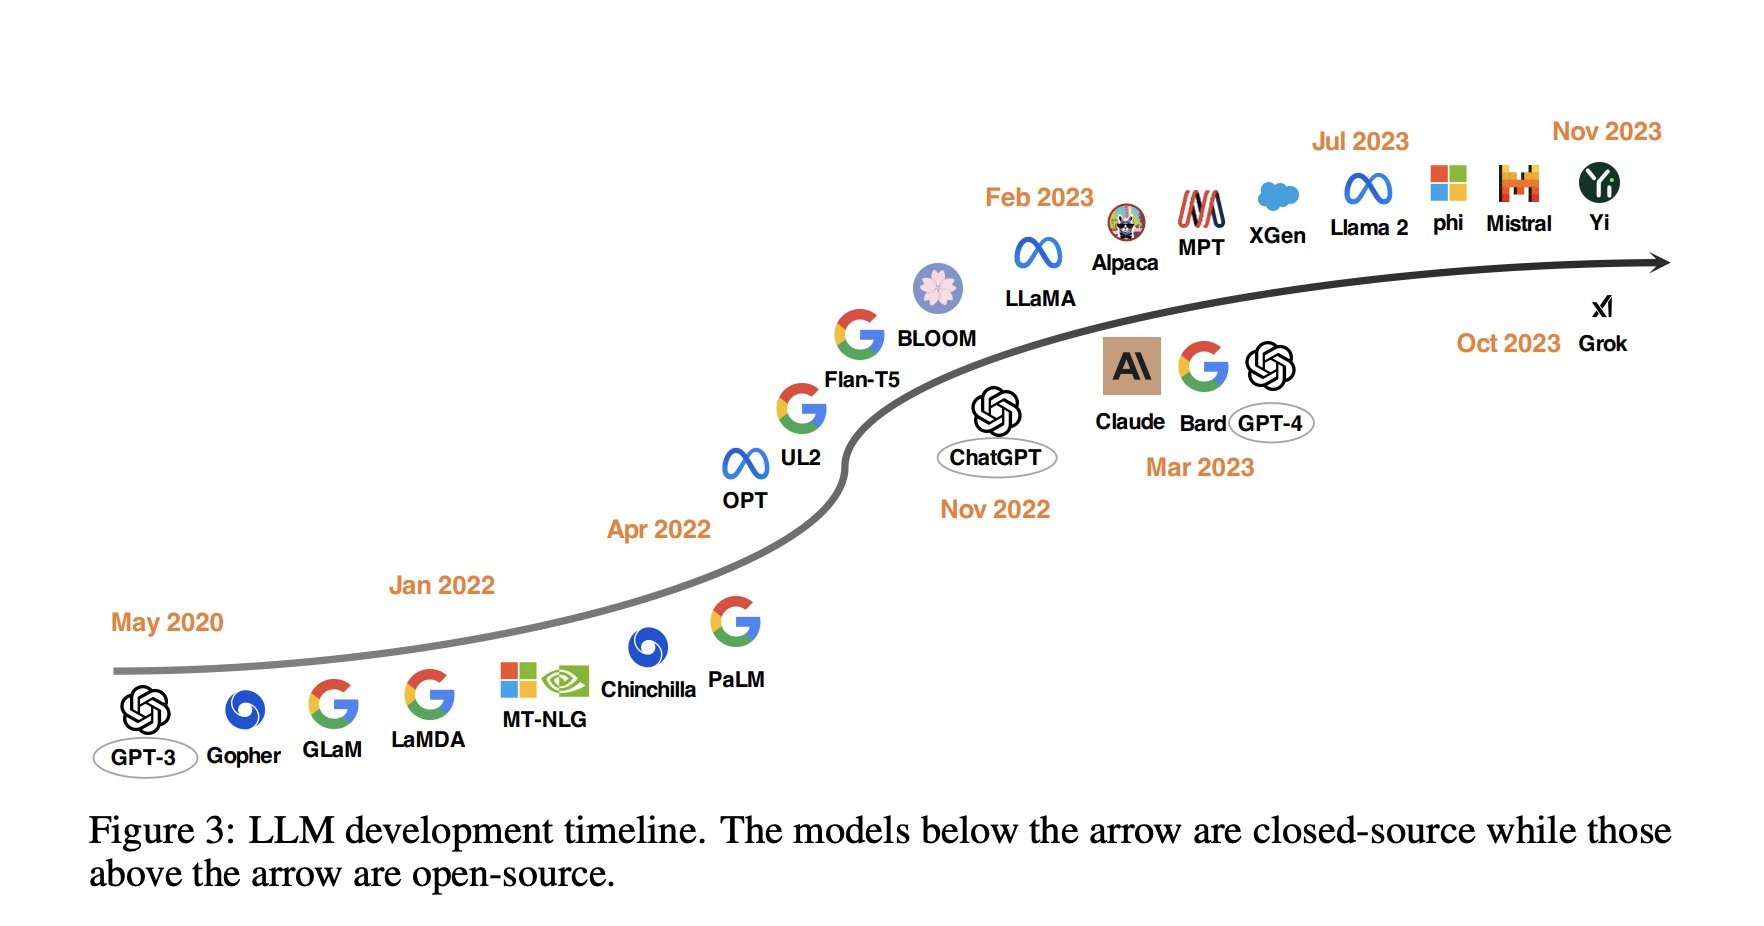 Nov 2023
Jul 2023
Feb 2023
Yi
phi
Mistral
Llama 2
XGen
MPT
Alpaca
LLaMA
BLOOM
Flan-T5
UL2
OPT
Oct 2023
Grok
Claude
Bard
GPT-4
Mar 2023
ChatGPT
Nov 2022
Apr 2022
Jan 2022
May 2020
GPT-3
Gopher
GLaM
LaMDA
MT-NLG
Chinchilla
PaLM
Figure 3: LLM development timeline. The models below the arrow are closed-source while those
above the arrow are open-source.